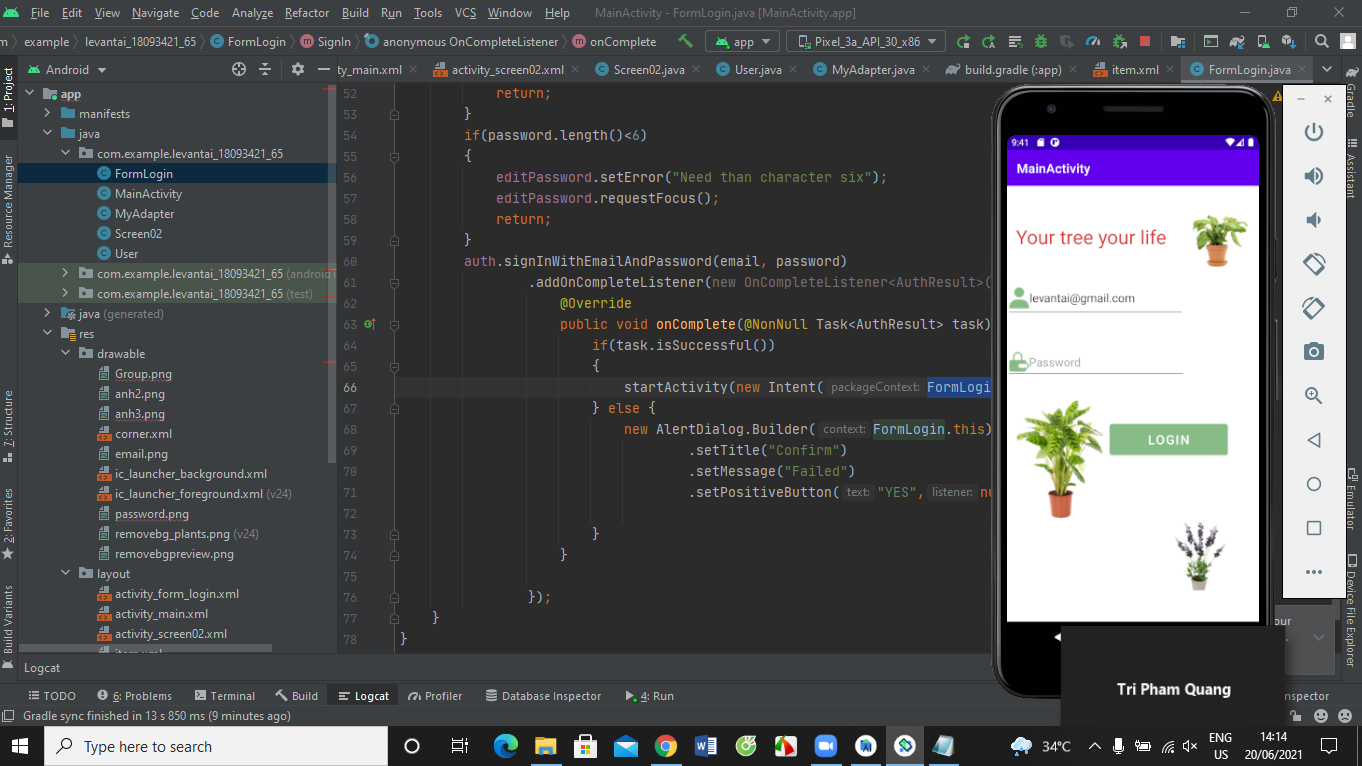 File Edit View Navigate Code Analyze Refactor Build Run Tools VCS Window Help MainActivity - FormLogin.java [MainActivity.app]
m example levantai_18093421_65 FormLogin SignIn anonymous OnCompleteListener onComplete app Pixel_3a_API_30_x86
Android ty_main.xml activity_screen02.xml Screen02.java User.java MyAdapter.java build.gradle (:app) item.xml FormLogin.java
1: Project
Resource Manager
7: Structure
2: Favorites
Build Variants
app
manifests
java
com.example.levantai_18093421_65
FormLogin
MainActivity
MyAdapter
Screen02
User
com.example.levantai_18093421_65 (androi
com.example.levantai_18093421_65 (test)
java (generated)
res
drawable
Group.png
anh2.png
anh3.png
corner.xml
email.png
ic_launcher_background.xml
ic_launcher_foreground.xml (v24)
password.png
removebg_plants.png (v24)
removebgpreview.png
layout
activity_form_login.xml
activity_main.xml
activity_screen02.xml
item.xml
52 return;
53 }
54 if(password.length()<6)
55 {
56 editPassword.setError("Need than character six");
57 editPassword.requestFocus();
58 return;
59 }
60 auth.signInWithEmailAndPassword(email, password)
61 .addOnCompleteListener(new OnCompleteListener<AuthResult>(
62 @Override
63 public void onComplete(@NonNull Task<AuthResult> task)
64 if(task.isSuccessful())
65 {
66 startActivity(new Intent( packageContext: FormLogi
67 } else {
68 new AlertDialog.Builder( context: FormLogin.this)
69 .setTitle("Confirm")
70 .setMessage("Failed")
71 .setPositiveButton( text: "YES", listener: nu
72
73 }
74 }
75
76 });
77 }
78 }
9:41
MainActivity
Your tree your life
levantai@gmail.com
Password
LOGIN
Gradle
Assistant
Emulator
Device File Explorer
our
Tri Pham Quang
Logcat
TODO 6: Problems Terminal Build Logcat Profiler Database Inspector 4: Run nspector
Gradle sync finished in 13 s 850 ms (9 minutes ago)
Type here to search
34°C
ENG
US
14:14
20/06/2021